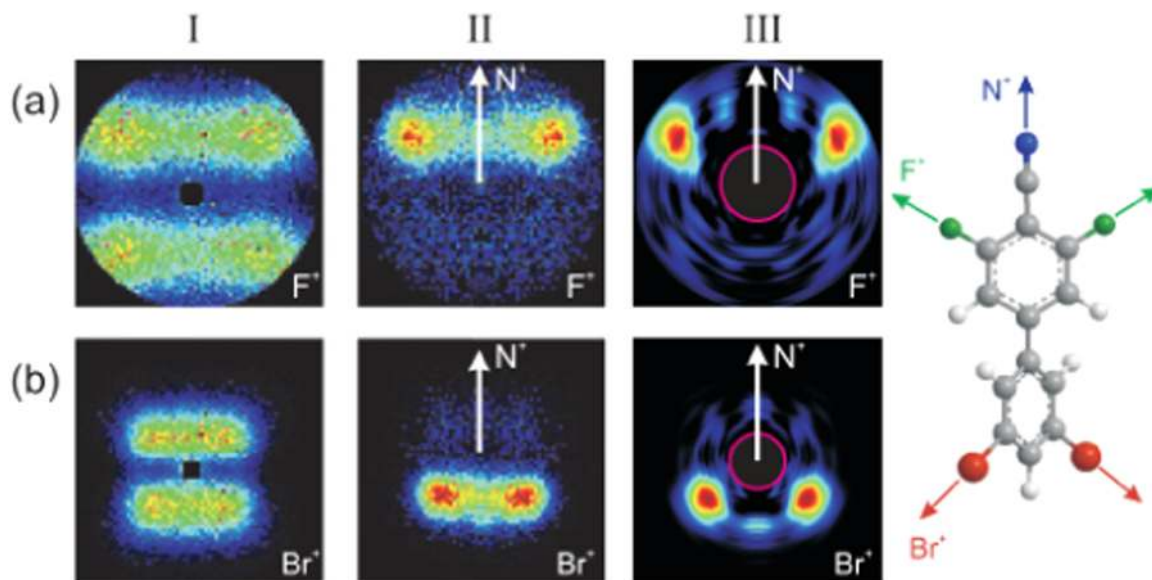 I II III
(a) F⁺ N⁺ F⁺ N⁺ F⁺
(b) Br⁺ N⁺ Br⁺ N⁺ Br⁺
N⁺
F⁺
Br⁺